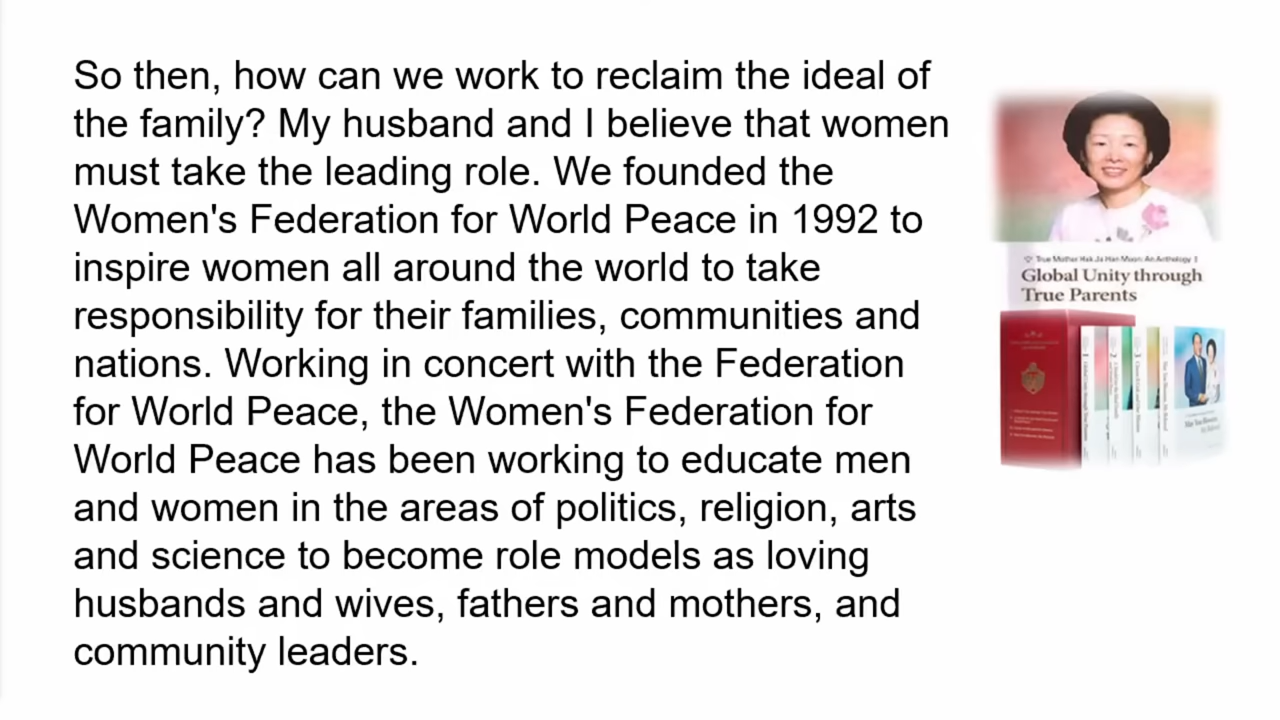 So then, how can we work to reclaim the ideal of
the family? My husband and I believe that women
must take the leading role. We founded the
Women's Federation for World Peace in 1992 to
inspire women all around the world to take
responsibility for their families, communities and
nations. Working in concert with the Federation
for World Peace, the Women's Federation for
World Peace has been working to educate men
and women in the areas of politics, religion, arts
and science to become role models as loving
husbands and wives, fathers and mothers, and
community leaders.
True Mother Hak Ja Han Moon: An Anthology 1
Global Unity through
True Parents